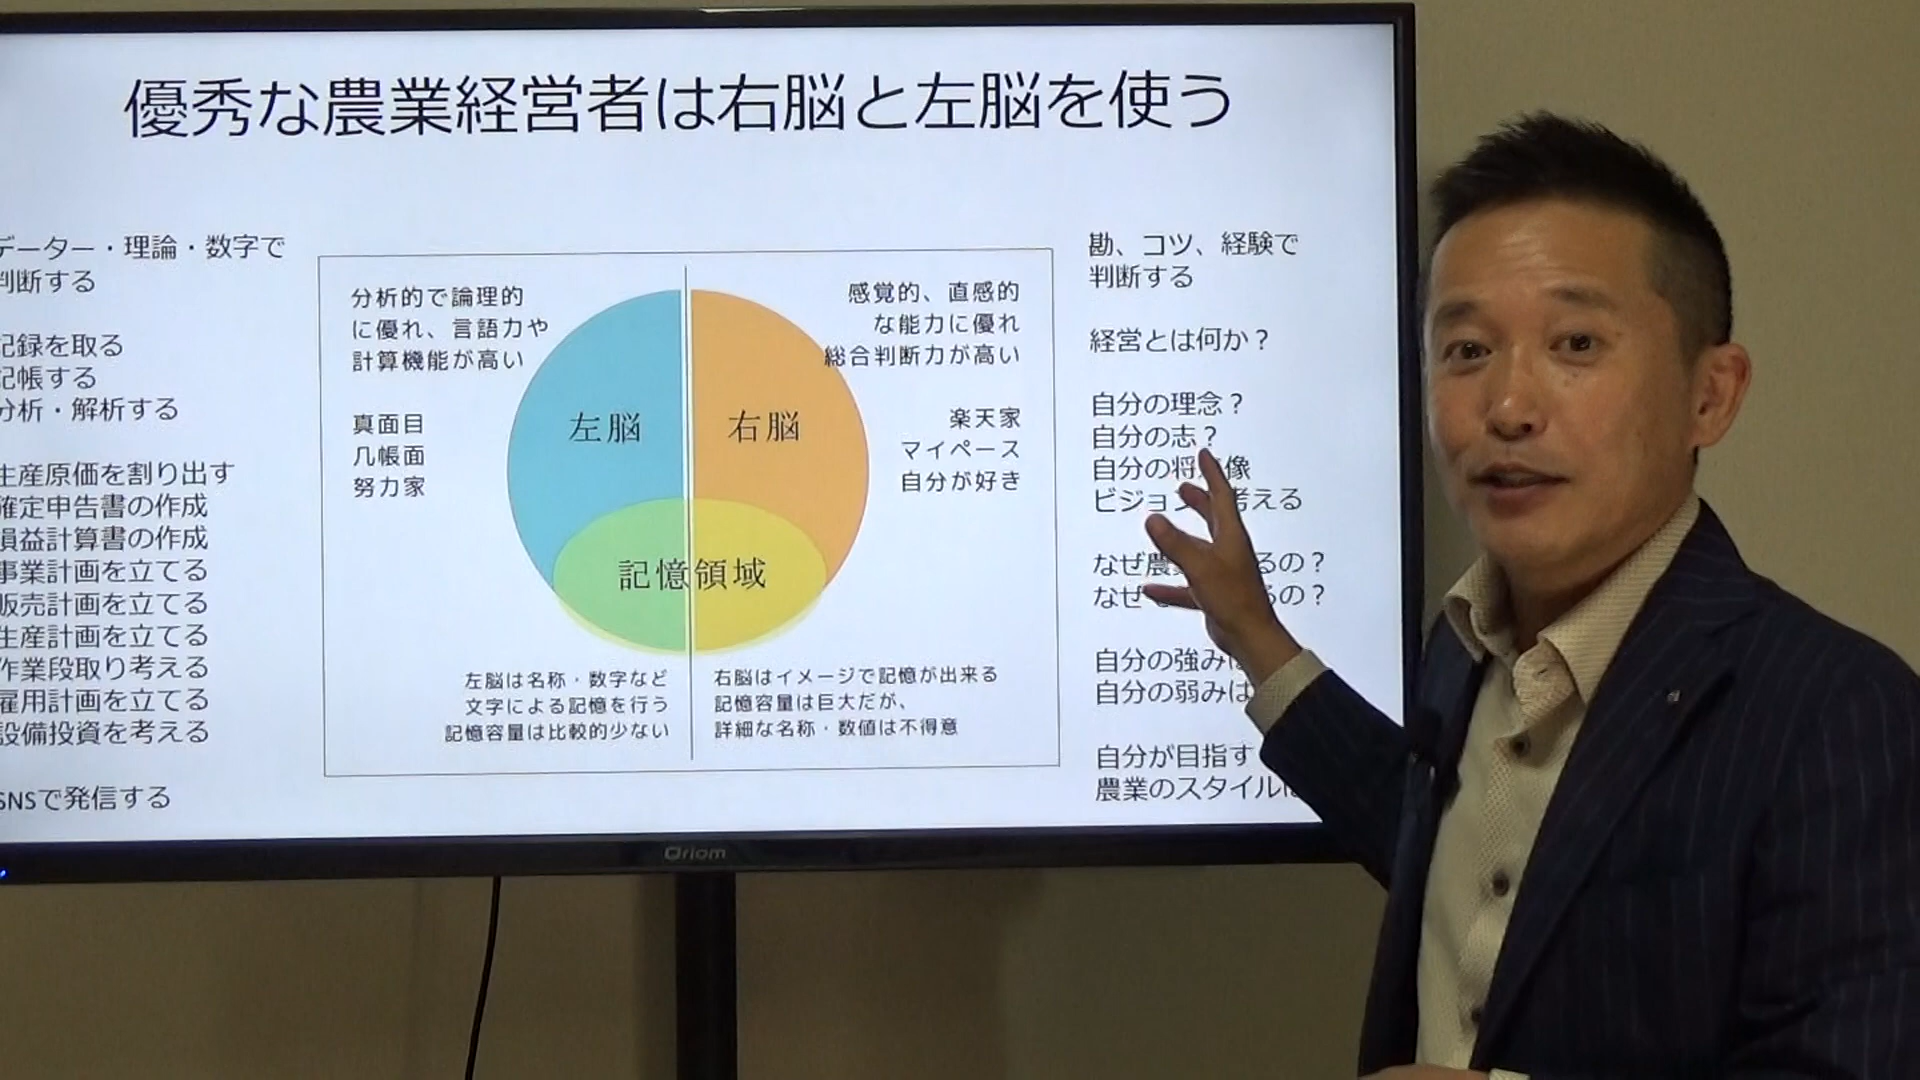 優秀な農業経営者は右脳と左脳を使う
データー・理論・数字で
判断する
記録を取る
記帳する
分析・解析する
生産原価を割り出す
確定申告書の作成
損益計算書の作成
事業計画を立てる
販売計画を立てる
生産計画を立てる
作業段取り考える
雇用計画を立てる
設備投資を考える
SNSで発信する
分析的で論理的
に優れ、言語力や
計算機能が高い
真面目
几帳面
努力家
左脳
右脳
記憶領域
感覚的、直感的
な能力に優れ
総合判断力が高い
楽天家
マイペース
自分が好き
左脳は名称・数字など
文字による記憶を行う
記憶容量は比較的少ない
右脳はイメージで記憶が出来る
記憶容量は巨大だが、
詳細な名称・数値は不得意
勘、コツ、経験で
判断する
経営とは何か?
自分の理念?
自分の志?
自分の将 像
ビジョン 考える
なぜ農 るの?
なぜ るの?
自分の強みは
自分の弱みは
自分が目指す
農業のスタイル
Oriom